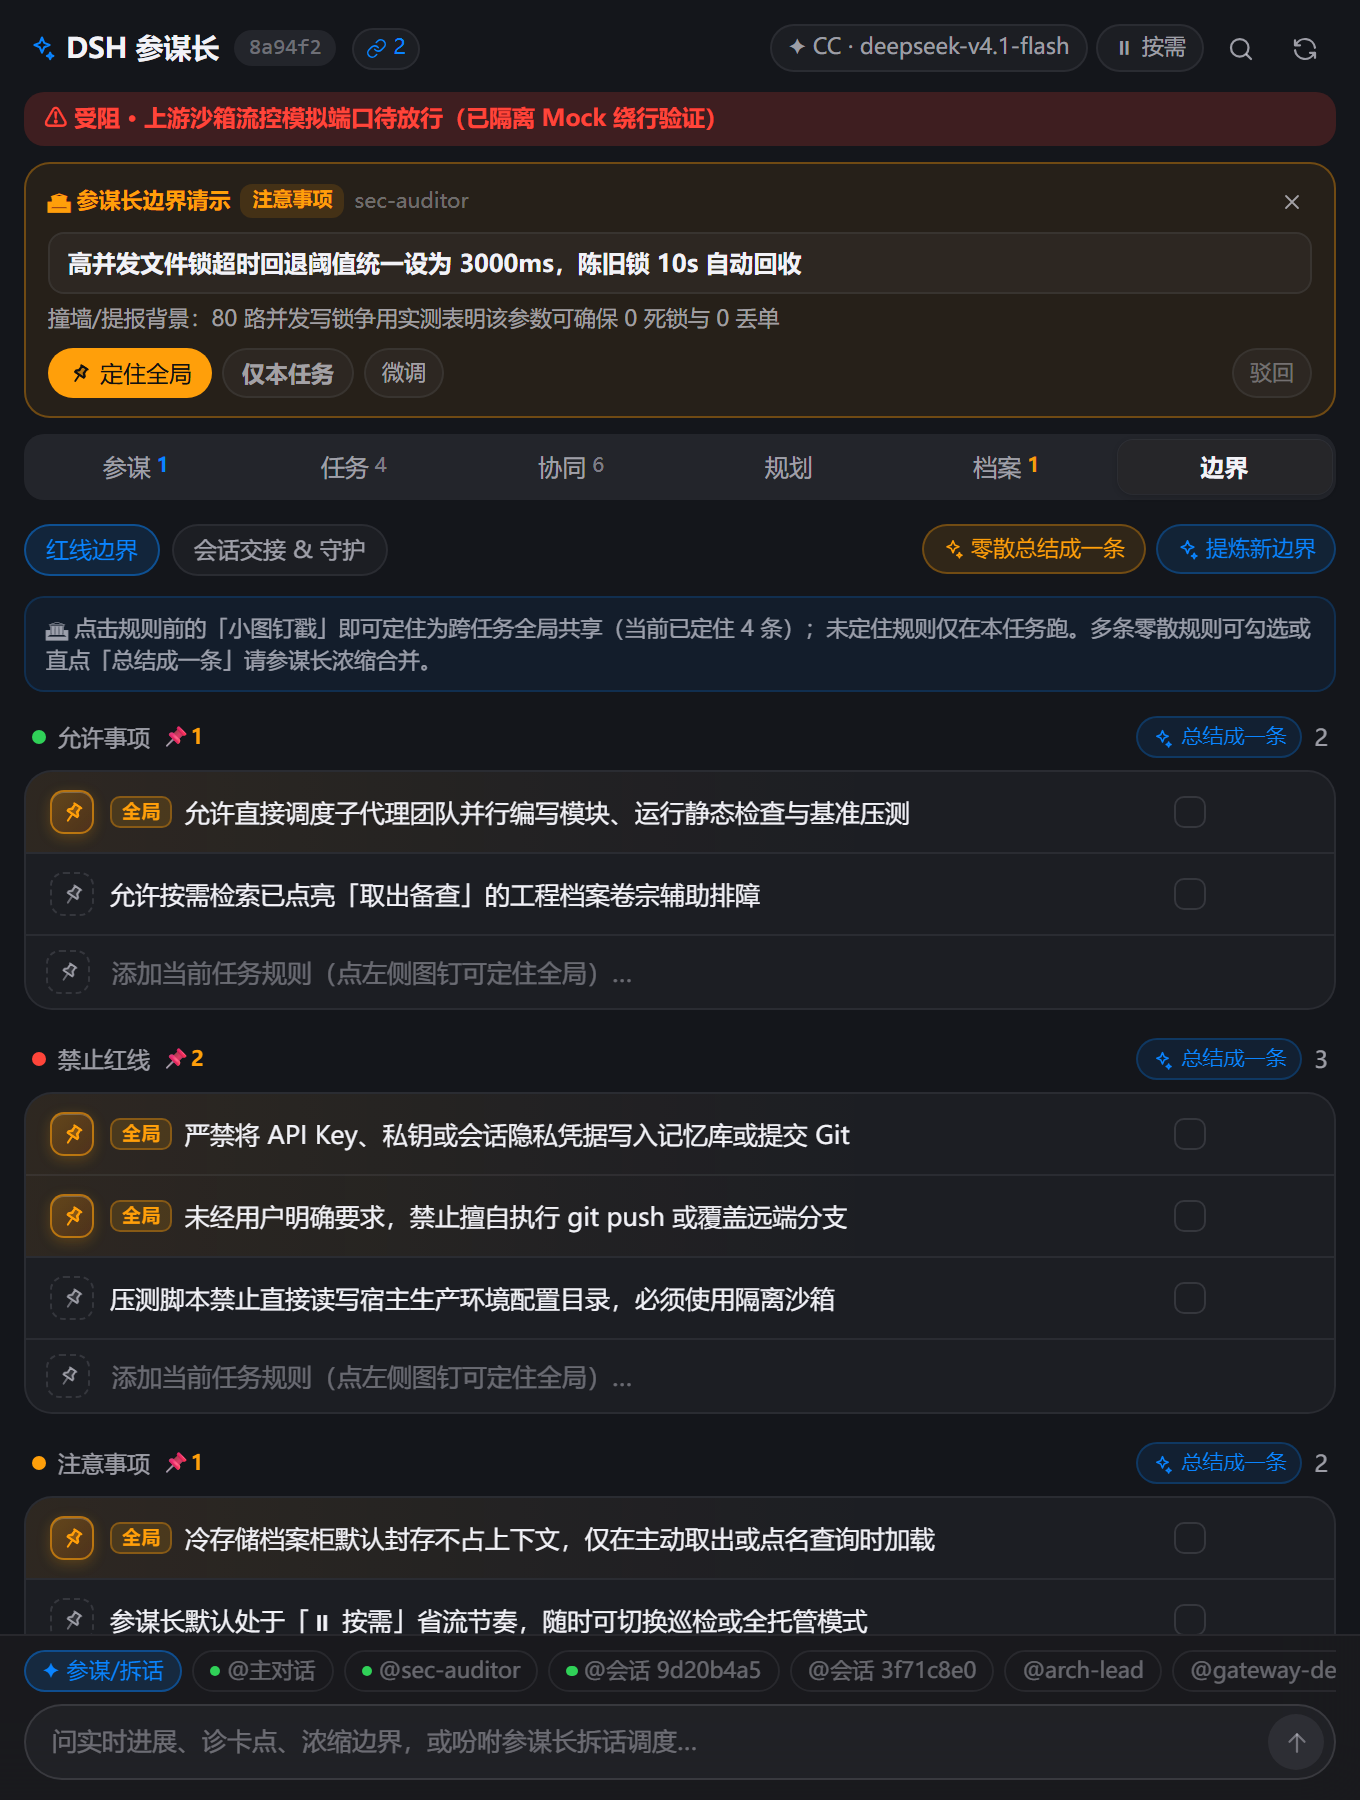 DSH 参谋长 8a94f2 2 CC · deepseek-v4.1-flash 按需
受阻 • 上游沙箱流控模拟端口待放行（已隔离 Mock 绕行验证）
参谋长边界请示 注意事项 sec-auditor
高并发文件锁超时回退阈值统一设为 3000ms，陈旧锁 10s 自动回收
撞墙/提报背景：80 路并发写锁争用实测表明该参数可确保 0 死锁与 0 丢单
定住全局 仅本任务 微调 驳回
参谋 1 任务 4 协同 6 规划 档案 1 边界
红线边界 会话交接 & 守护 零散总结成一条 提炼新边界
点击规则前的「小图钉戳」即可定住为跨任务全局共享（当前已定住 4 条）；未定住规则仅在本任务跑。多条零散规则可勾选或
直点「总结成一条」请参谋长浓缩合并。
允许事项 1 总结成一条 2
全局 允许直接调度子代理团队并行编写模块、运行静态检查与基准压测
允许按需检索已点亮「取出备查」的工程档案卷宗辅助排障
添加当前任务规则（点左侧图钉可定住全局）...
禁止红线 2 总结成一条 3
全局 严禁将 API Key、私钥或会话隐私凭据写入记忆库或提交 Git
全局 未经用户明确要求，禁止擅自执行 git push 或覆盖远端分支
压测脚本禁止直接读写宿主生产环境配置目录，必须使用隔离沙箱
添加当前任务规则（点左侧图钉可定住全局）...
注意事项 1 总结成一条 2
全局 冷存储档案柜默认封存不占上下文，仅在主动取出或点名查询时加载
参谋长默认处于「⏸ 按需」省流节奏，随时可切换巡检或全托管模式
参谋/拆话 @主对话 @sec-auditor @会话 9d20b4a5 @会话 3f71c8e0 @arch-lead @gateway-de
问实时进展、诊卡点、浓缩边界，或吩咐参谋长拆话调度...